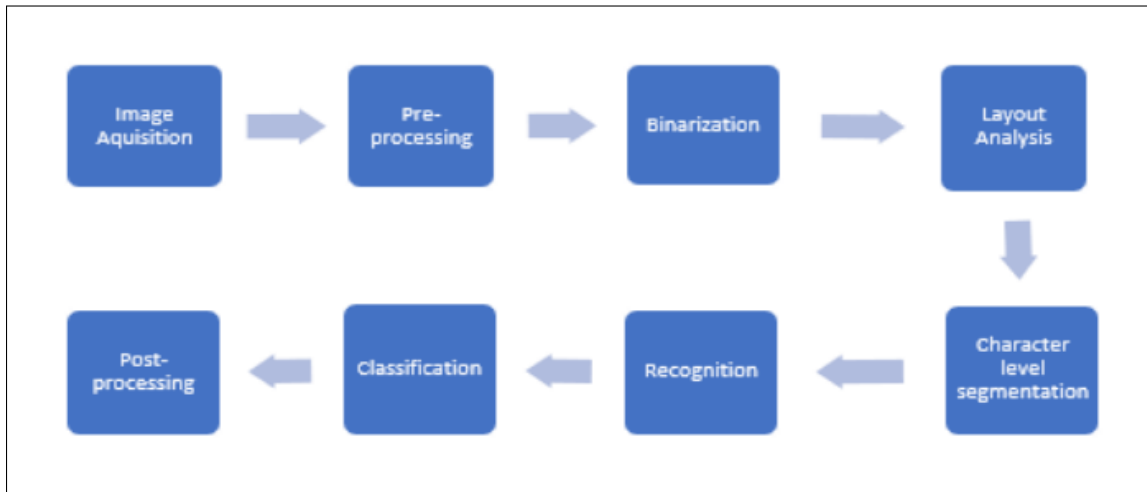 Image
Aquisition
Pre-
processing
Binarization
Layout
Analysis
Character
level
segmentation
Recognition
Classification
Post-
processing